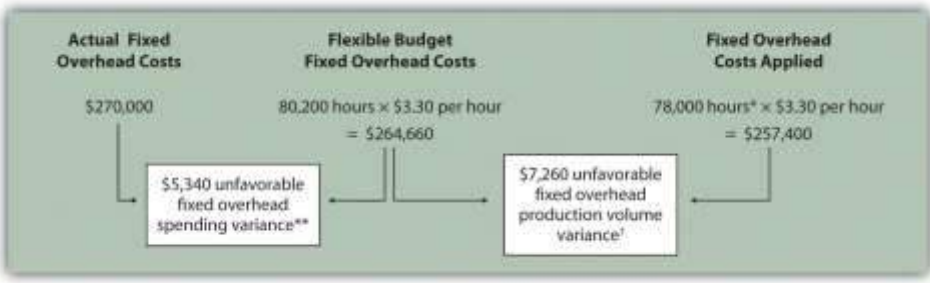 Actual Fixed
Overhead Costs
Flexible Budget
Fixed Overhead Costs
Fixed Overhead
Costs Applied
$270,000
80,200 hours × $3.30 per hour
= $264,660
78,000 hours* × $3.30 per hour
= $257,400
$5,340 unfavorable
fixed overhead
spending variance**
$7,260 unfavorable
fixed overhead
production volume
variance†